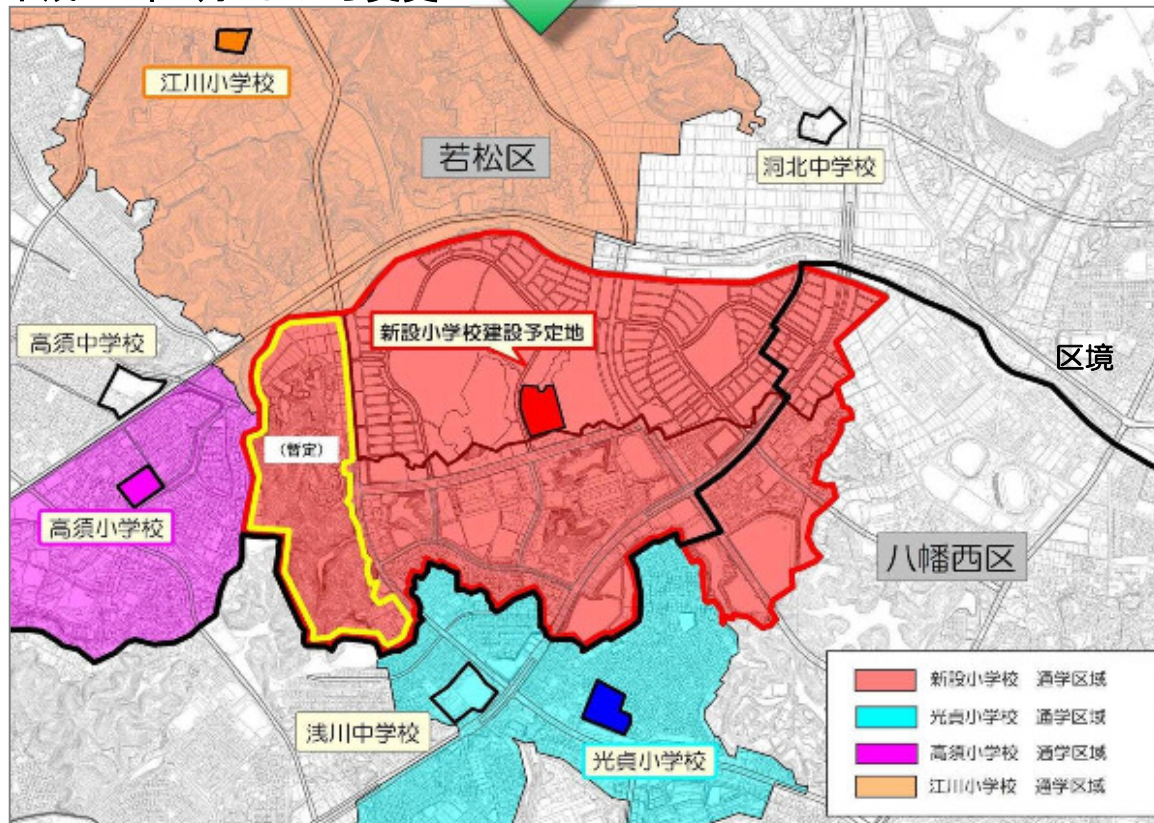 江川小学校
若松区
洞北中学校
高須中学校
新設小学校建設予定地
区境
(暫定)
高須小学校
八幡西区
浅川中学校
光貞小学校
新設小学校 通学区域
光貞小学校 通学区域
高須小学校 通学区域
江川小学校 通学区域